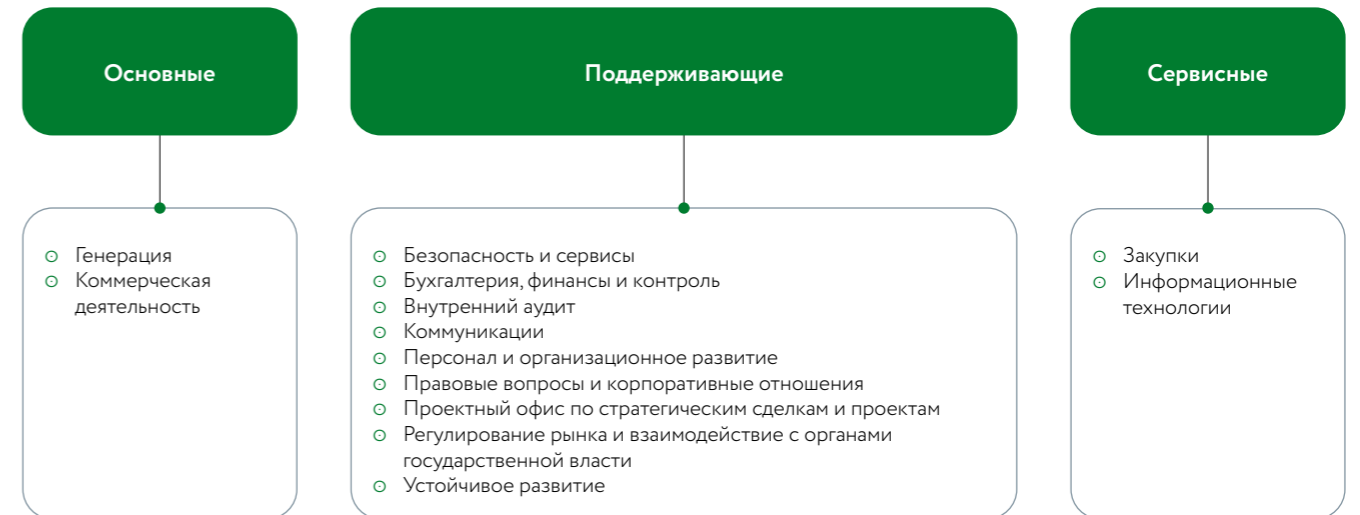 Основные
Генерация
Коммерческая
деятельность
Поддерживающие
Безопасность и сервисы
Бухгалтерия, финансы и контроль
Внутренний аудит
Коммуникации
Персонал и организационное развитие
Правовые вопросы и корпоративные отношения
Проектный офис по стратегическим сделкам и проектам
Регулирование рынка и взаимодействие с органами
государственной власти
Устойчивое развитие
Сервисные
Закупки
Информационные
технологии